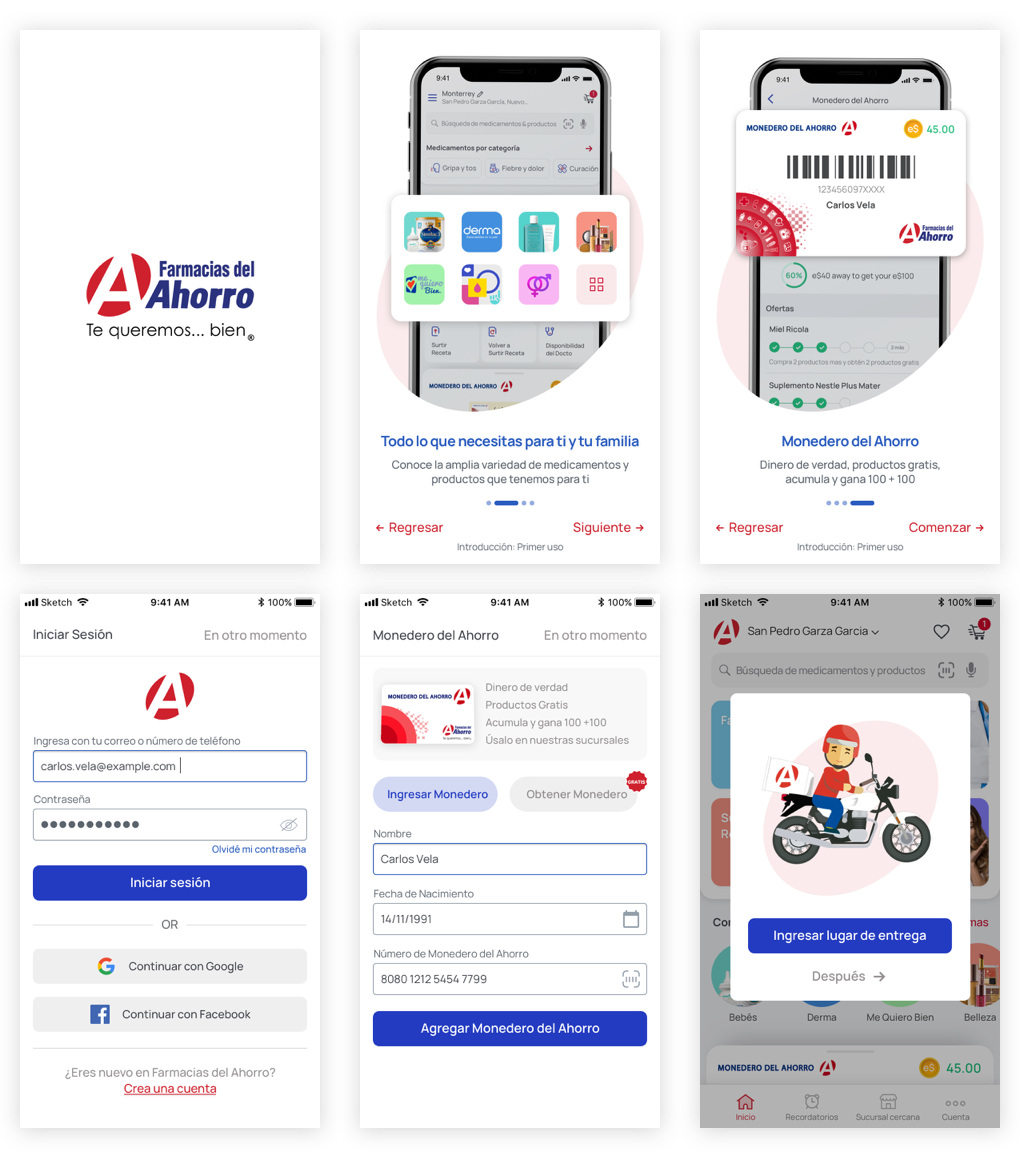 Farmacias del
Ahorro
Te queremos... bien®
9:41
Monterrey
San Pedro Garza García, Nuevo...
1
Búsqueda de medicamentos & productos
Medicamentos por categoría
Gripa y tos
Fiebre y dolor
Curación
derma
me
quiero
Bien.
Surtir
Receta
Volver a
Surtir Receta
Disponibilidad
del Docto
MONEDERO DEL AHORRO
Todo lo que necesitas para ti y tu familia
Conoce la amplia variedad de medicamentos y
productos que tenemos para ti
← Regresar
Siguiente →
Introducción: Primer uso
9:41
Monedero del Ahorro
MONEDERO DEL AHORRO
e$ 45.00
123456097XXXX
Carlos Vela
Farmacias del
Ahorro
60%
e$40 away to get your e$100
Ofertas
Miel Ricola
3 más
Compra 2 productos mas y obtén 2 productos gratis
Suplemento Nestle Plus Mater
Monedero del Ahorro
Dinero de verdad, productos gratis,
acumula y gana 100 + 100
← Regresar
Comenzar →
Introducción: Primer uso
Sketch
9:41 AM
100%
Iniciar Sesión
En otro momento
Ingresa con tu correo o número de teléfono
carlos.vela@example.com
Contraseña
Olvidé mi contraseña
Iniciar sesión
OR
Continuar con Google
Continuar con Facebook
¿Eres nuevo en Farmacias del Ahorro?
Crea una cuenta
Sketch
9:41 AM
100%
Monedero del Ahorro
En otro momento
MONEDERO DEL AHORRO
Farmacias del
Ahorro
Dinero de verdad
Productos Gratis
Acumula y gana 100 +100
Úsalo en nuestras sucursales
Ingresar Monedero
Obtener Monedero
GRATIS
Nombre
Carlos Vela
Fecha de Nacimiento
14/11/1991
Número de Monedero del Ahorro
8080 1212 5454 7799
Agregar Monedero del Ahorro
Sketch
9:41 AM
100%
San Pedro Garza Garcia
1
Búsqueda de medicamentos y productos
Ingresar lugar de entrega
Después →
mas
Bebés
Derma
Me Quiero Bien
Belleza
MONEDERO DEL AHORRO
e$ 45.00
Inicio
Recordatorios
Sucursal cercana
Cuenta